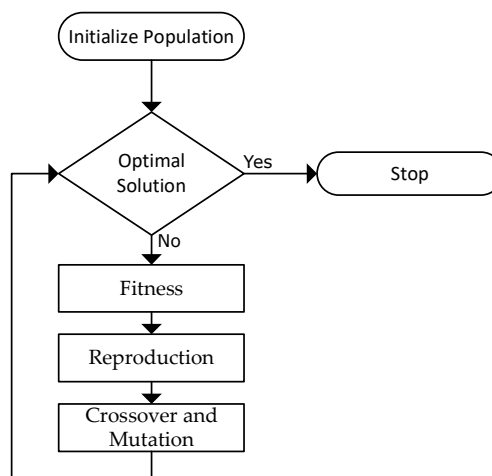 Initialize Population
Optimal
Solution
Yes
Stop
No
Fitness
Reproduction
Crossover and
Mutation